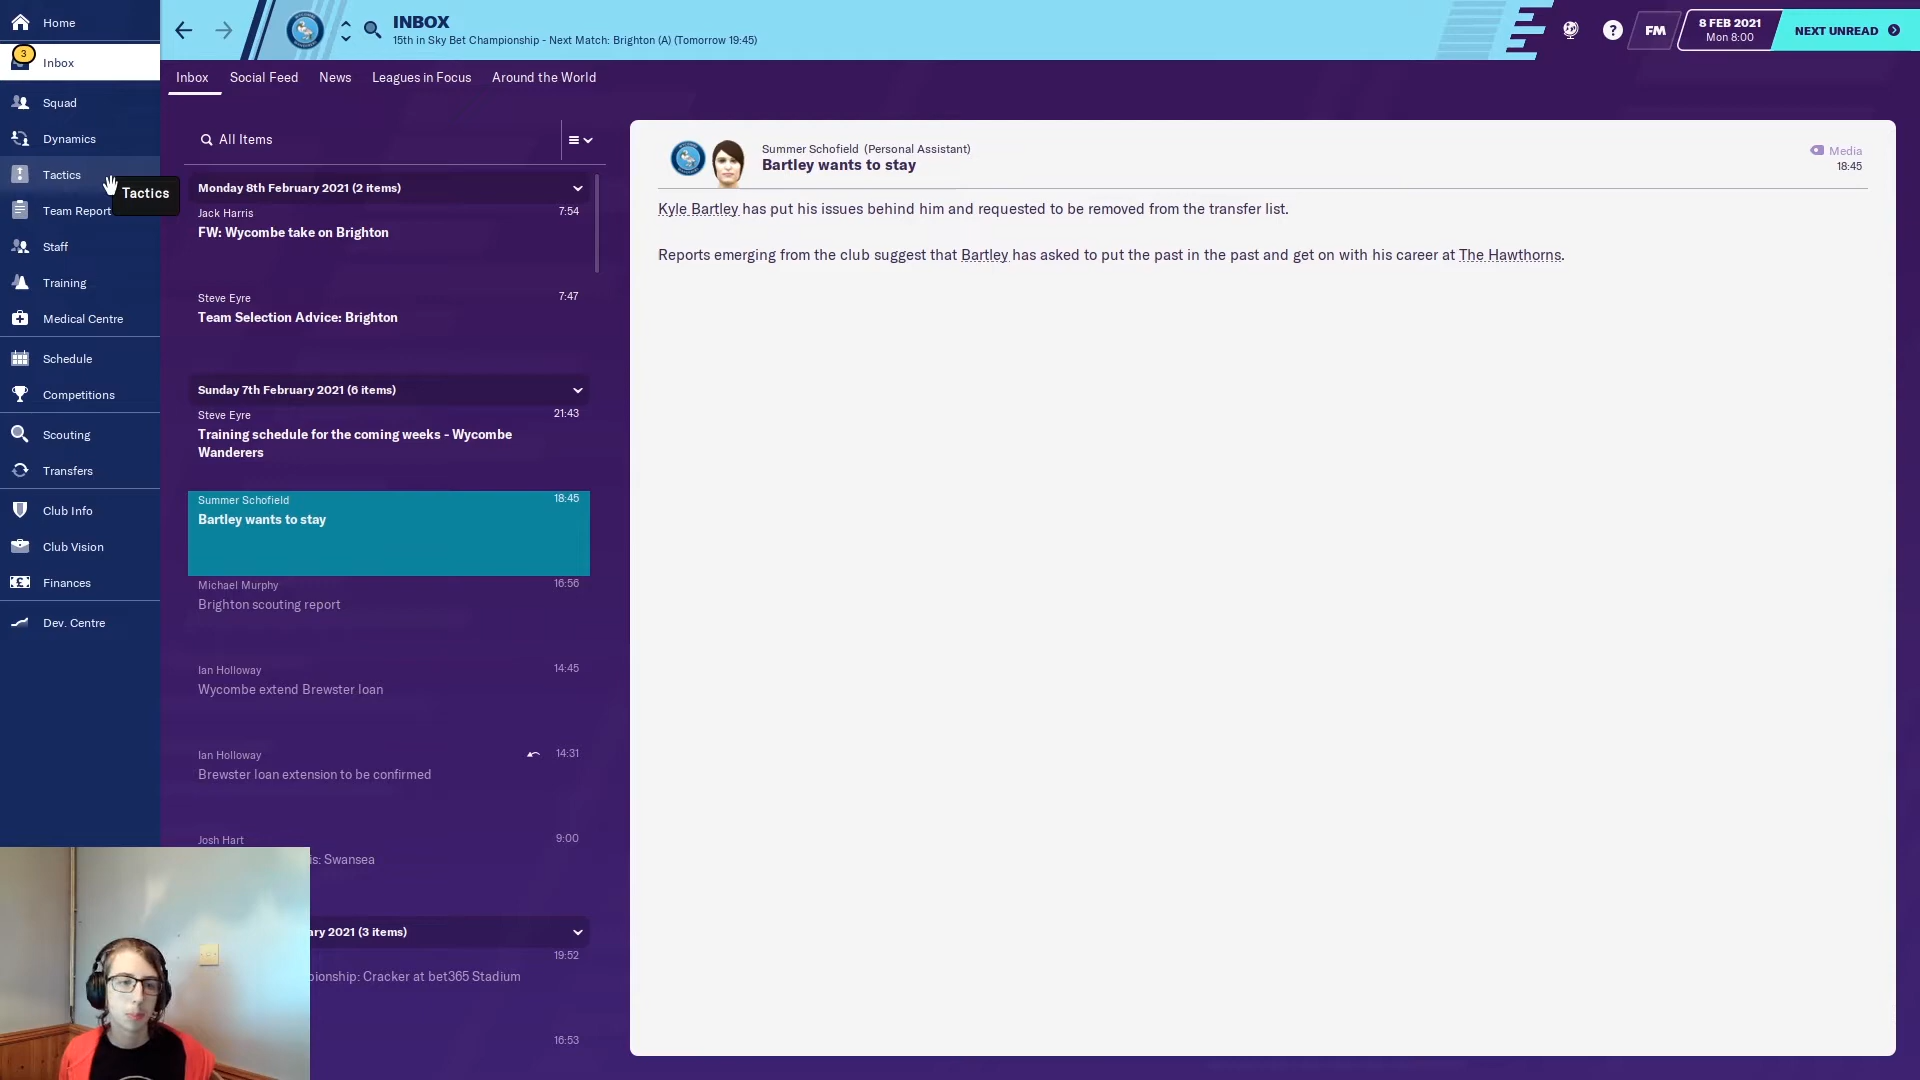 Home
3
Inbox
Squad
Dynamics
Tactics
Tactics
Team Report
Staff
Training
Medical Centre
Schedule
Competitions
Scouting
Transfers
Club Info
Club Vision
Finances
Dev. Centre
INBOX
15th in Sky Bet Championship - Next Match: Brighton (A) (Tomorrow 19:45)
?
FM
8 FEB 2021
Mon 8:00
NEXT UNREAD
Inbox Social Feed News Leagues in Focus Around the World
All Items
Monday 8th February 2021 (2 items)
Jack Harris 7:54
FW: Wycombe take on Brighton
Steve Eyre 7:47
Team Selection Advice: Brighton
Sunday 7th February 2021 (6 items)
Steve Eyre 21:43
Training schedule for the coming weeks - Wycombe
Wanderers
Summer Schofield 18:45
Bartley wants to stay
Michael Murphy 16:56
Brighton scouting report
Ian Holloway 14:45
Wycombe extend Brewster loan
Ian Holloway 14:31
Brewster loan extension to be confirmed
Josh Hart 9:00
is: Swansea
ary 2021 (3 items)
19:52
pionship: Cracker at bet365 Stadium
16:53
Summer Schofield (Personal Assistant)
Bartley wants to stay
Media
18:45
Kyle Bartley has put his issues behind him and requested to be removed from the transfer list.
Reports emerging from the club suggest that Bartley has asked to put the past in the past and get on with his career at The Hawthorns.